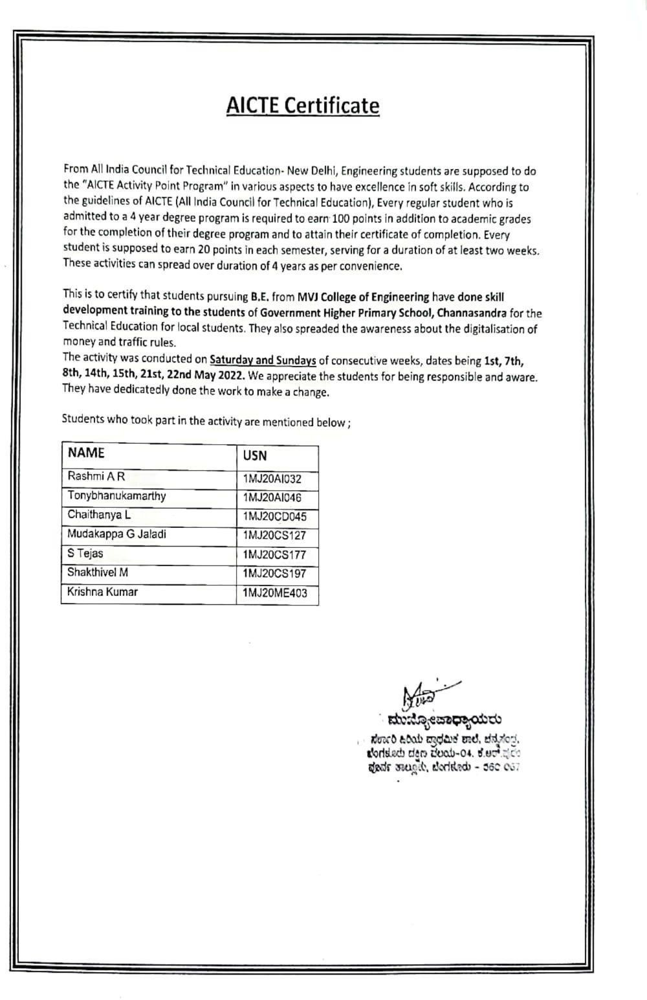 AICTE Certificate
From All India Council for Technical Education- New Delhi, Engineering students are supposed to do
the "AICTE Activity Point Program" in various aspects to have excellence in soft skills. According to
the guidelines of AICTE (All India Council for Technical Education), Every regular student who is
admitted to a 4 year degree program is required to earn 100 points in addition to academic grades
for the completion of their degree program and to attain their certificate of completion. Every
student is supposed to earn 20 points in each semester, serving for a duration of at least two weeks.
These activities can spread over duration of 4 years as per convenience.
This is to certify that students pursuing B.E. from MVJ College of Engineering have done skill
development training to the students of Government Higher Primary School, Channasandra for the
Technical Education for local students. They also spreaded the awareness about the digitalisation of
money and traffic rules.
The activity was conducted on Saturday and Sundays of consecutive weeks, dates being 1st, 7th,
8th, 14th, 15th, 21st, 22nd May 2022. We appreciate the students for being responsible and aware.
They have dedicatedly done the work to make a change.
Students who took part in the activity are mentioned below ;
NAME USN
Rashmi A R 1MJ20AI032
Tonybhanukamarthy 1MJ20AI046
Chaithanya L 1MJ20CD045
Mudakappa G Jaladi 1MJ20CS127
S Tejas 1MJ20CS177
Shakthivel M 1MJ20CS197
Krishna Kumar 1MJ20ME403
ಮುಖ್ಯೋಪಾಧ್ಯಾಯರು
ಸರ್ಕಾರಿ ಹಿರಿಯ ಪ್ರಾಥಮಿಕ ಶಾಲೆ, ಚನ್ನಸಂದ್ರ,
ಬೆಂಗಳೂರು ದಕ್ಷಿಣ ವಲಯ-04, ಕೆ.ಆರ್.ಪುರಂ
ಪೂರ್ವ ತಾಲ್ಲೂಕು, ಬೆಂಗಳೂರು - 560 067